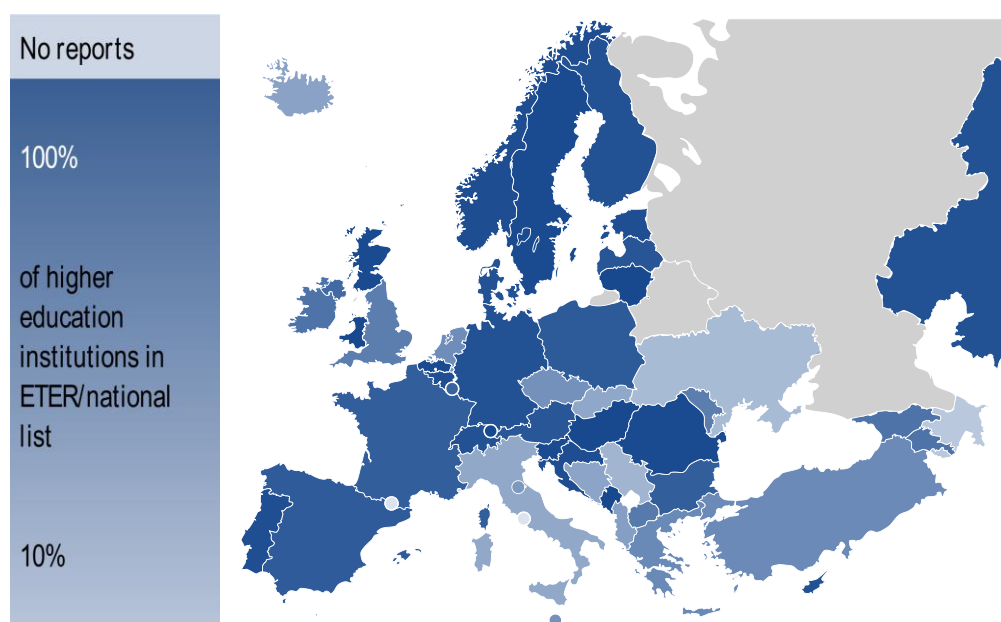 No reports
100%
of higher
education
institutions in
ETER/national
list
10%